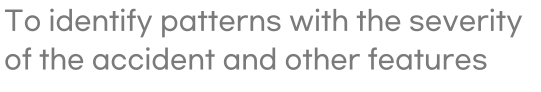 To identify patterns with the severity
of the accident and other features